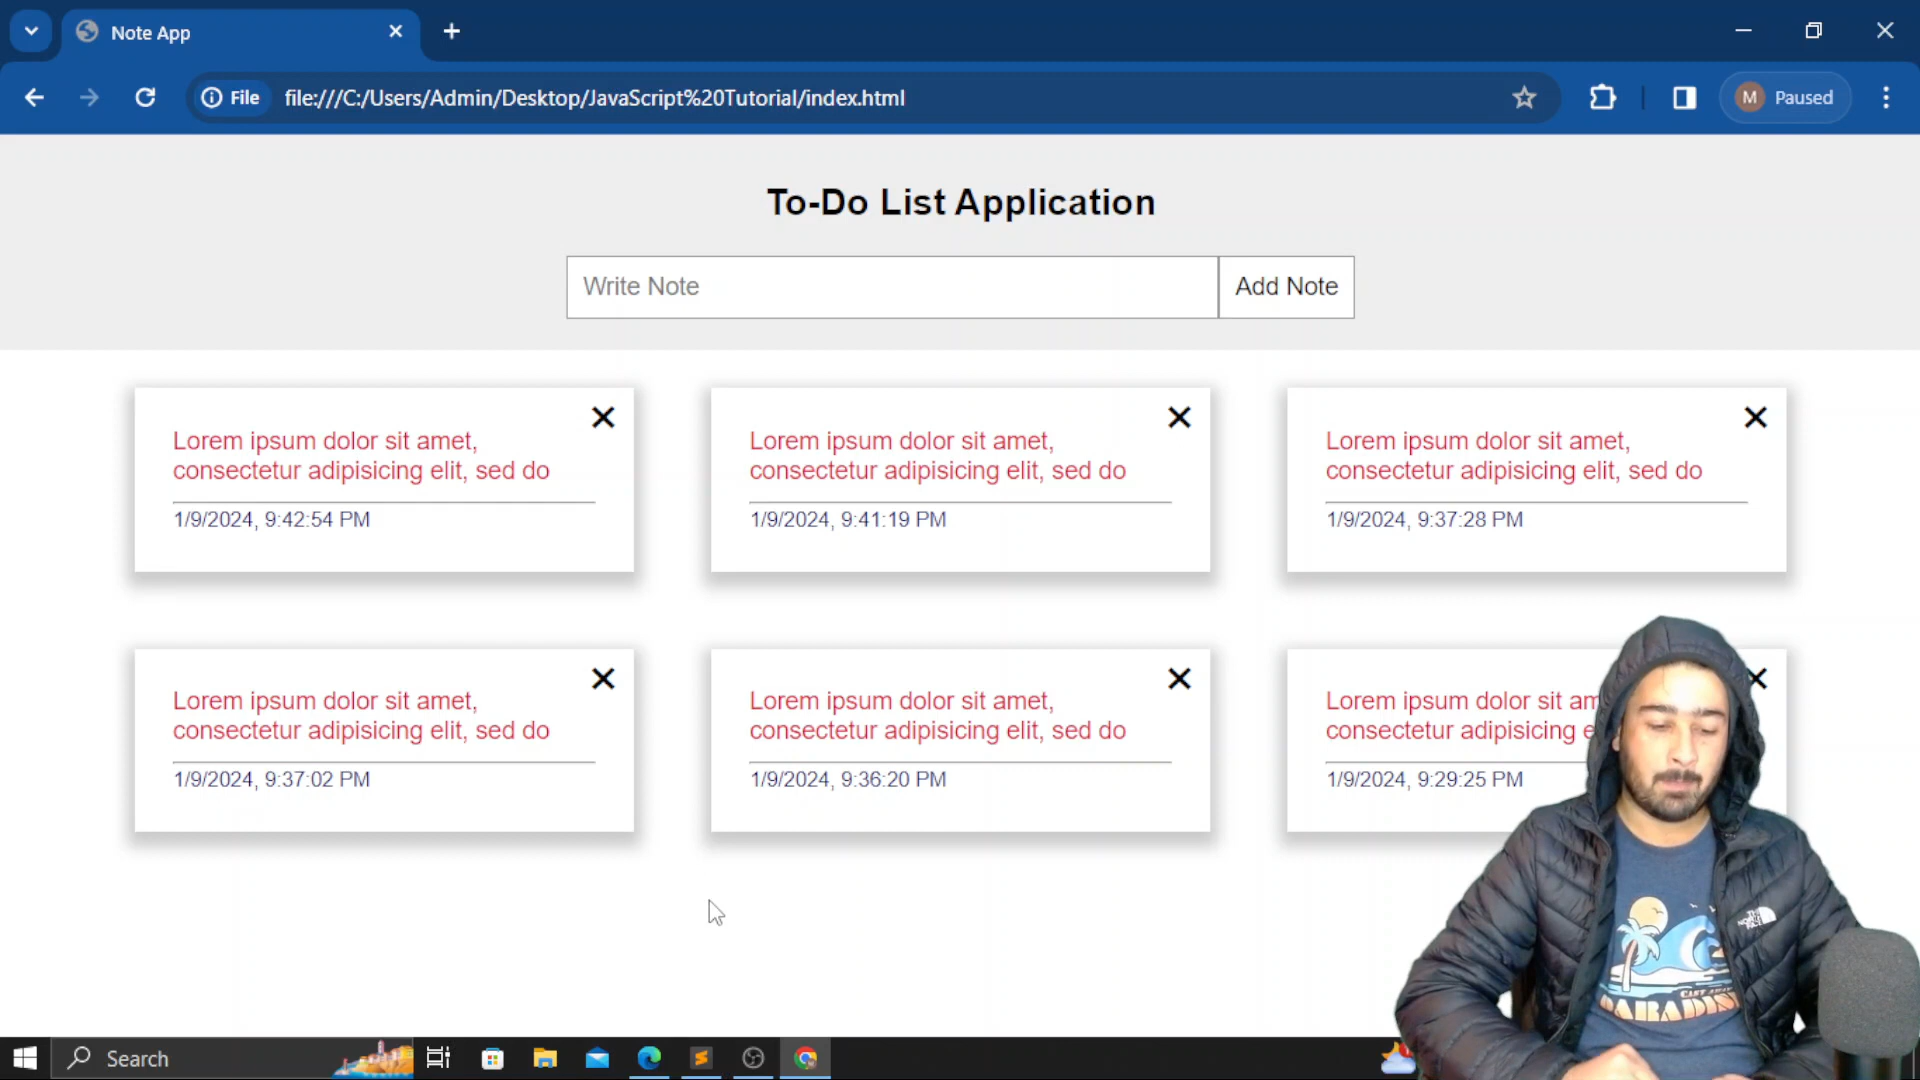 Note App
File
file:///C:/Users/Admin/Desktop/JavaScript%20Tutorial/index.html
M
Paused
To-Do List Application
Write Note
Add Note
Lorem ipsum dolor sit amet,
consectetur adipisicing elit, sed do
1/9/2024, 9:42:54 PM
Lorem ipsum dolor sit amet,
consectetur adipisicing elit, sed do
1/9/2024, 9:41:19 PM
Lorem ipsum dolor sit amet,
consectetur adipisicing elit, sed do
1/9/2024, 9:37:28 PM
Lorem ipsum dolor sit amet,
consectetur adipisicing elit, sed do
1/9/2024, 9:37:02 PM
Lorem ipsum dolor sit amet,
consectetur adipisicing elit, sed do
1/9/2024, 9:36:20 PM
Lorem ipsum dolor sit am
consectetur adipisicing e
1/9/2024, 9:29:25 PM
PARADIS
Search